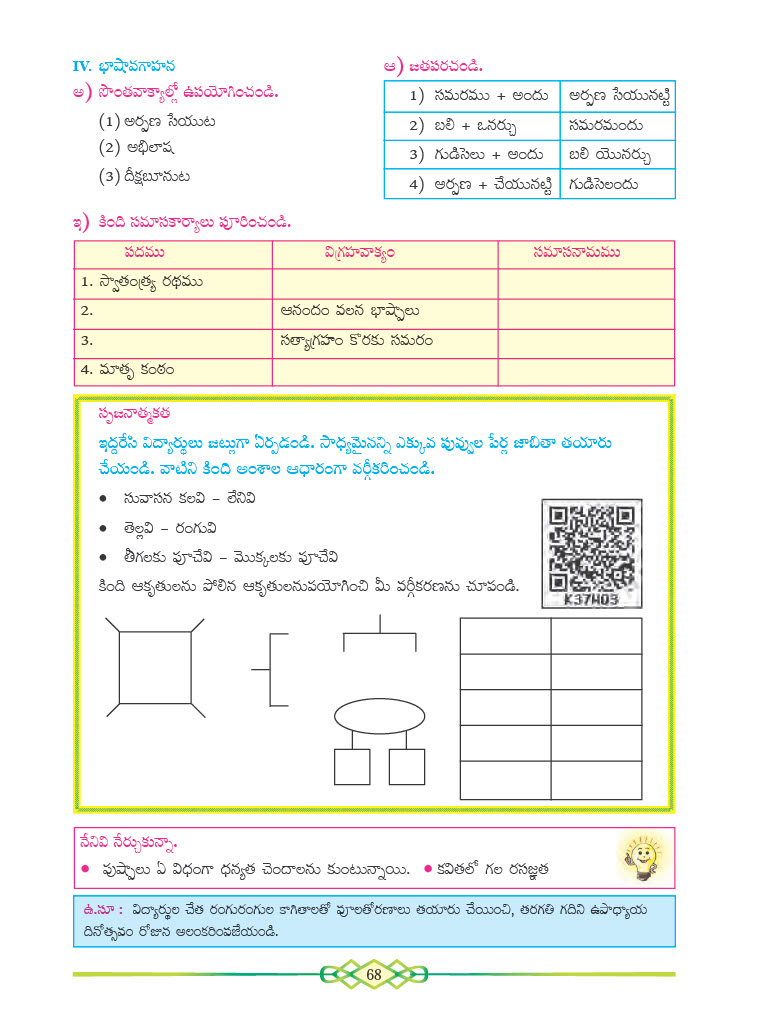 IV. భాషావగాహన
అ) సొంతవాక్యాల్లో ఉపయోగించండి.
(1) అర్పణ సేయుట
(2) అభిలాష
(3) దీక్షబూనుట
ఆ) జతపరచండి.
1) సమరము + అందు అర్పణ సేయునట్టి
2) బలి + ఒనర్చు సమరమందు
3) గుడిసెలు + అందు బలి యొనర్చు
4) అర్పణ + చేయునట్టి గుడిసెలందు
ఇ) కింది సమాసకార్యాలు పూరించండి.
పదము విగ్రహవాక్యం సమాసనామము
1. స్వాతంత్ర్య రథము
2. ఆనందం వలన భాష్పాలు
3. సత్యాగ్రహం కొరకు సమరం
4. మాతృ కంఠం
సృజనాత్మకత
ఇద్దరేసి విద్యార్థులు జట్లుగా ఏర్పడండి. సాధ్యమైనన్ని ఎక్కువ పువ్వుల పేర్ల జాబితా తయారు
చేయండి. వాటిని కింది అంశాల ఆధారంగా వర్గీకరించండి.
• సువాసన కలవి – లేనివి
• తెల్లవి – రంగువి
• తీగలకు పూచేవి – మొక్కలకు పూచేవి
కింది ఆకృతులను పోలిన ఆకృతులనుపయోగించి మీ వర్గీకరణను చూపండి.
K37W03
నేనివి నేర్చుకున్నా.
• పుష్పాలు ఏ విధంగా ధన్యత చెందాలను కుంటున్నాయి. • కవితలో గల రసజ్ఞత
ఉ.సూ : విద్యార్థుల చేత రంగురంగుల కాగితాలతో పూలతోరణాలు తయారు చేయించి, తరగతి గదిని ఉపాధ్యాయ
దినోత్సవం రోజున అలంకరింపజేయండి.
68